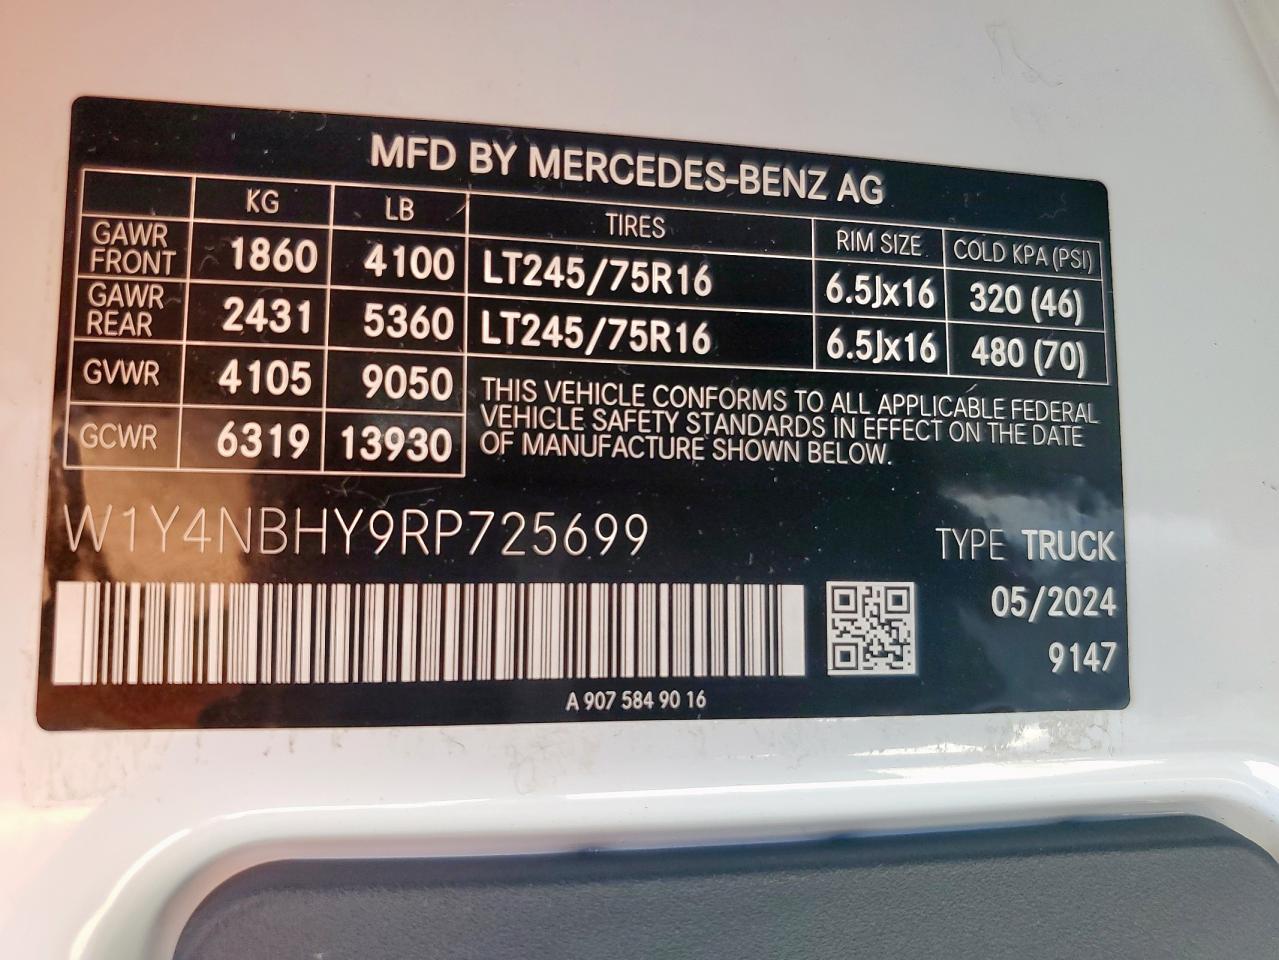 MFD BY MERCEDES-BENZ AG
KG LB TIRES RIM SIZE COLD KPA (PSI)
GAWR FRONT 1860 4100 LT245/75R16 6.5Jx16 320 (46)
GAWR REAR 2431 5360 LT245/75R16 6.5Jx16 480 (70)
GVWR 4105 9050
GCWR 6319 13930
THIS VEHICLE CONFORMS TO ALL APPLICABLE FEDERAL
VEHICLE SAFETY STANDARDS IN EFFECT ON THE DATE
OF MANUFACTURE SHOWN BELOW.
W1Y4NBHY9RP725699
TYPE TRUCK
05/2024
9147
A 907 584 90 16